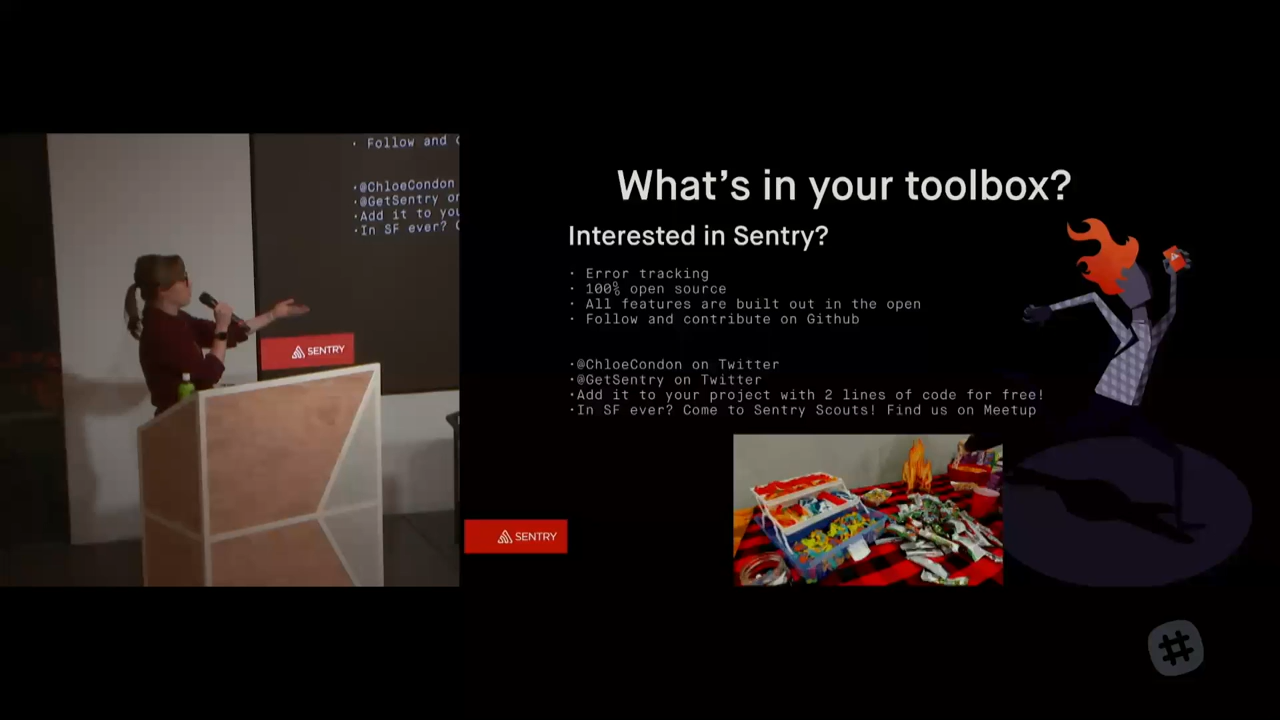 · Follow and
·@ChloeCondon
·@GetSentry on
·Add it to you
·In SF ever?
SENTRY
What's in your toolbox?
Interested in Sentry?
· Error tracking
· 100% open source
· All features are built out in the open
· Follow and contribute on Github
·@ChloeCondon on Twitter
·@GetSentry on Twitter
·Add it to your project with 2 lines of code for free!
·In SF ever? Come to Sentry Scouts! Find us on Meetup
SENTRY